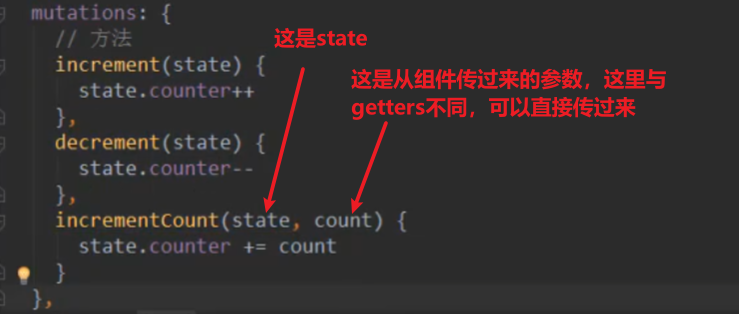 mutations: {
// 方法
这是state
increment(state) {
这是从组件传过来的参数，这里与
state.counter++
getters不同，可以直接传过来
},
decrement(state) {
state.counter--
},
incrementCount(state, count) {
state.counter += count
}
},